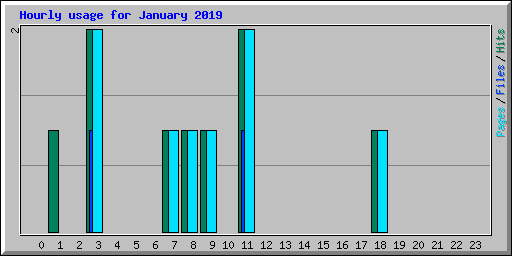 Hourly usage for January 2019
2
Pages/Files/Hits
0 1 2 3 4 5 6 7 8 9 10 11 12 13 14 15 16 17 18 19 20 21 22 23